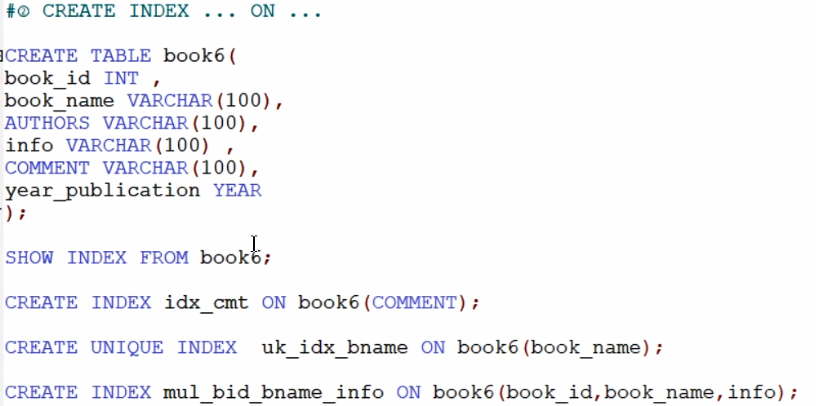 #② CREATE INDEX ... ON ...
CREATE TABLE book6(
book_id INT ,
book_name VARCHAR(100),
AUTHORS VARCHAR(100),
info VARCHAR(100) ,
COMMENT VARCHAR(100),
year_publication YEAR
);
SHOW INDEX FROM book6;
CREATE INDEX idx_cmt ON book6(COMMENT);
CREATE UNIQUE INDEX  uk_idx_bname ON book6(book_name);
CREATE INDEX mul_bid_bname_info ON book6(book_id,book_name,info);